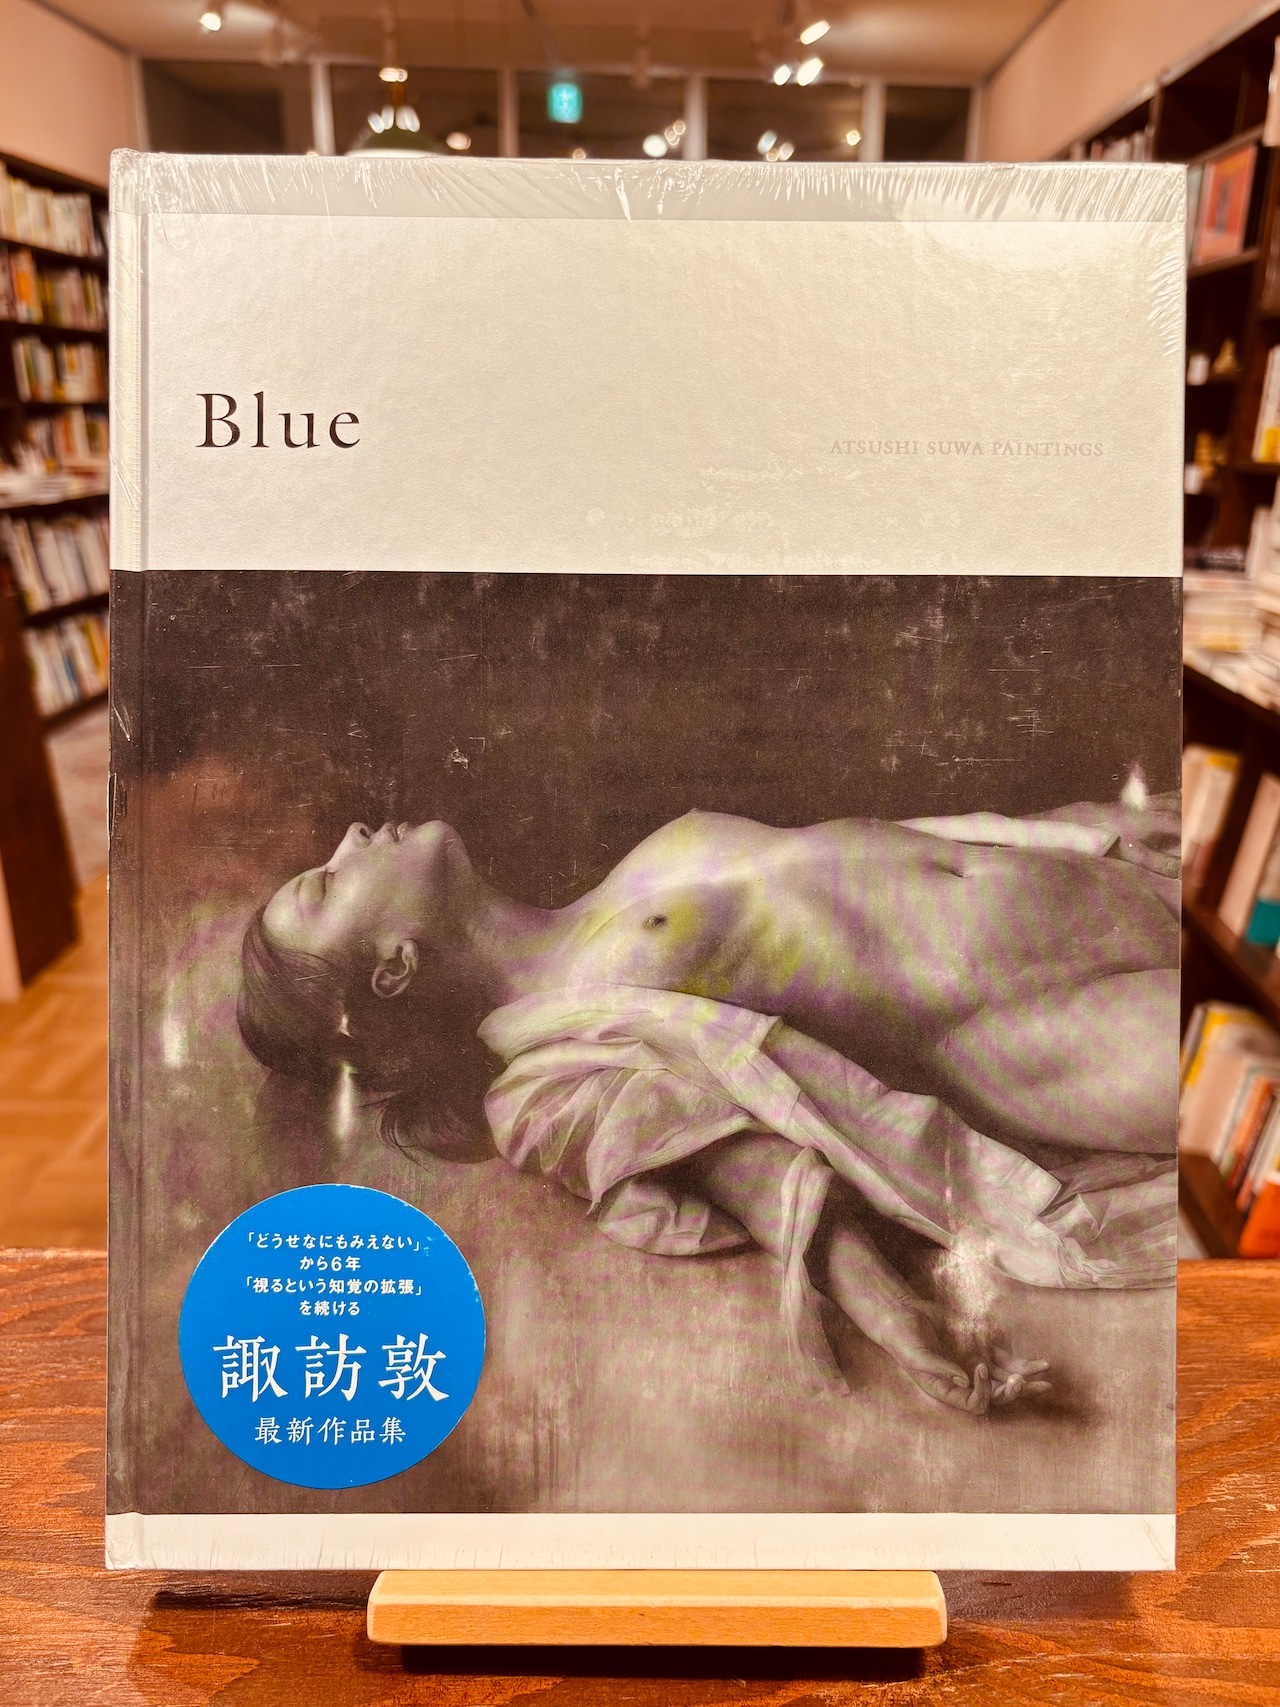 Blue
ATSUSHI SUWA PAINTINGS
「どうせなにもみえない」
から6年
「視るという知覚の拡張」
を続ける
諏訪敦
最新作品集